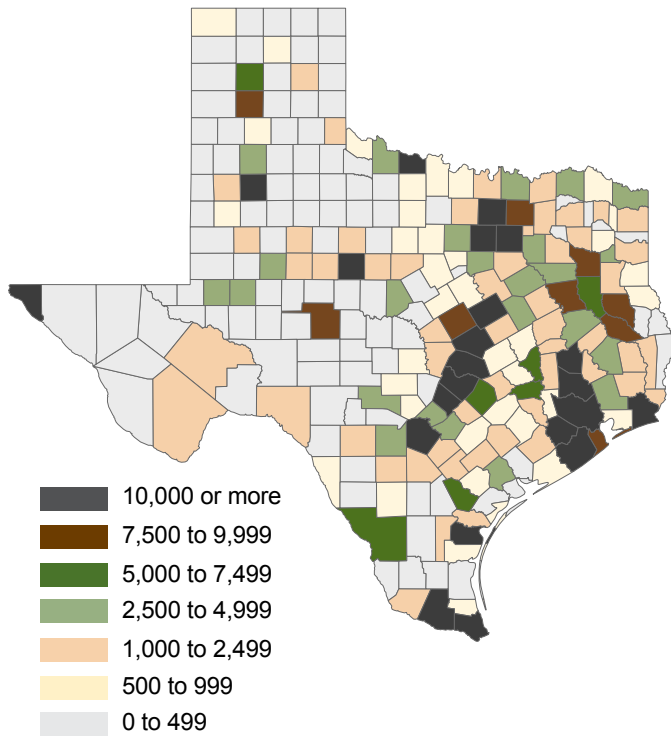 10,000 or more
7,500 to 9,999
5,000 to 7,499
2,500 to 4,999
1,000 to 2,499
500 to 999
0 to 499